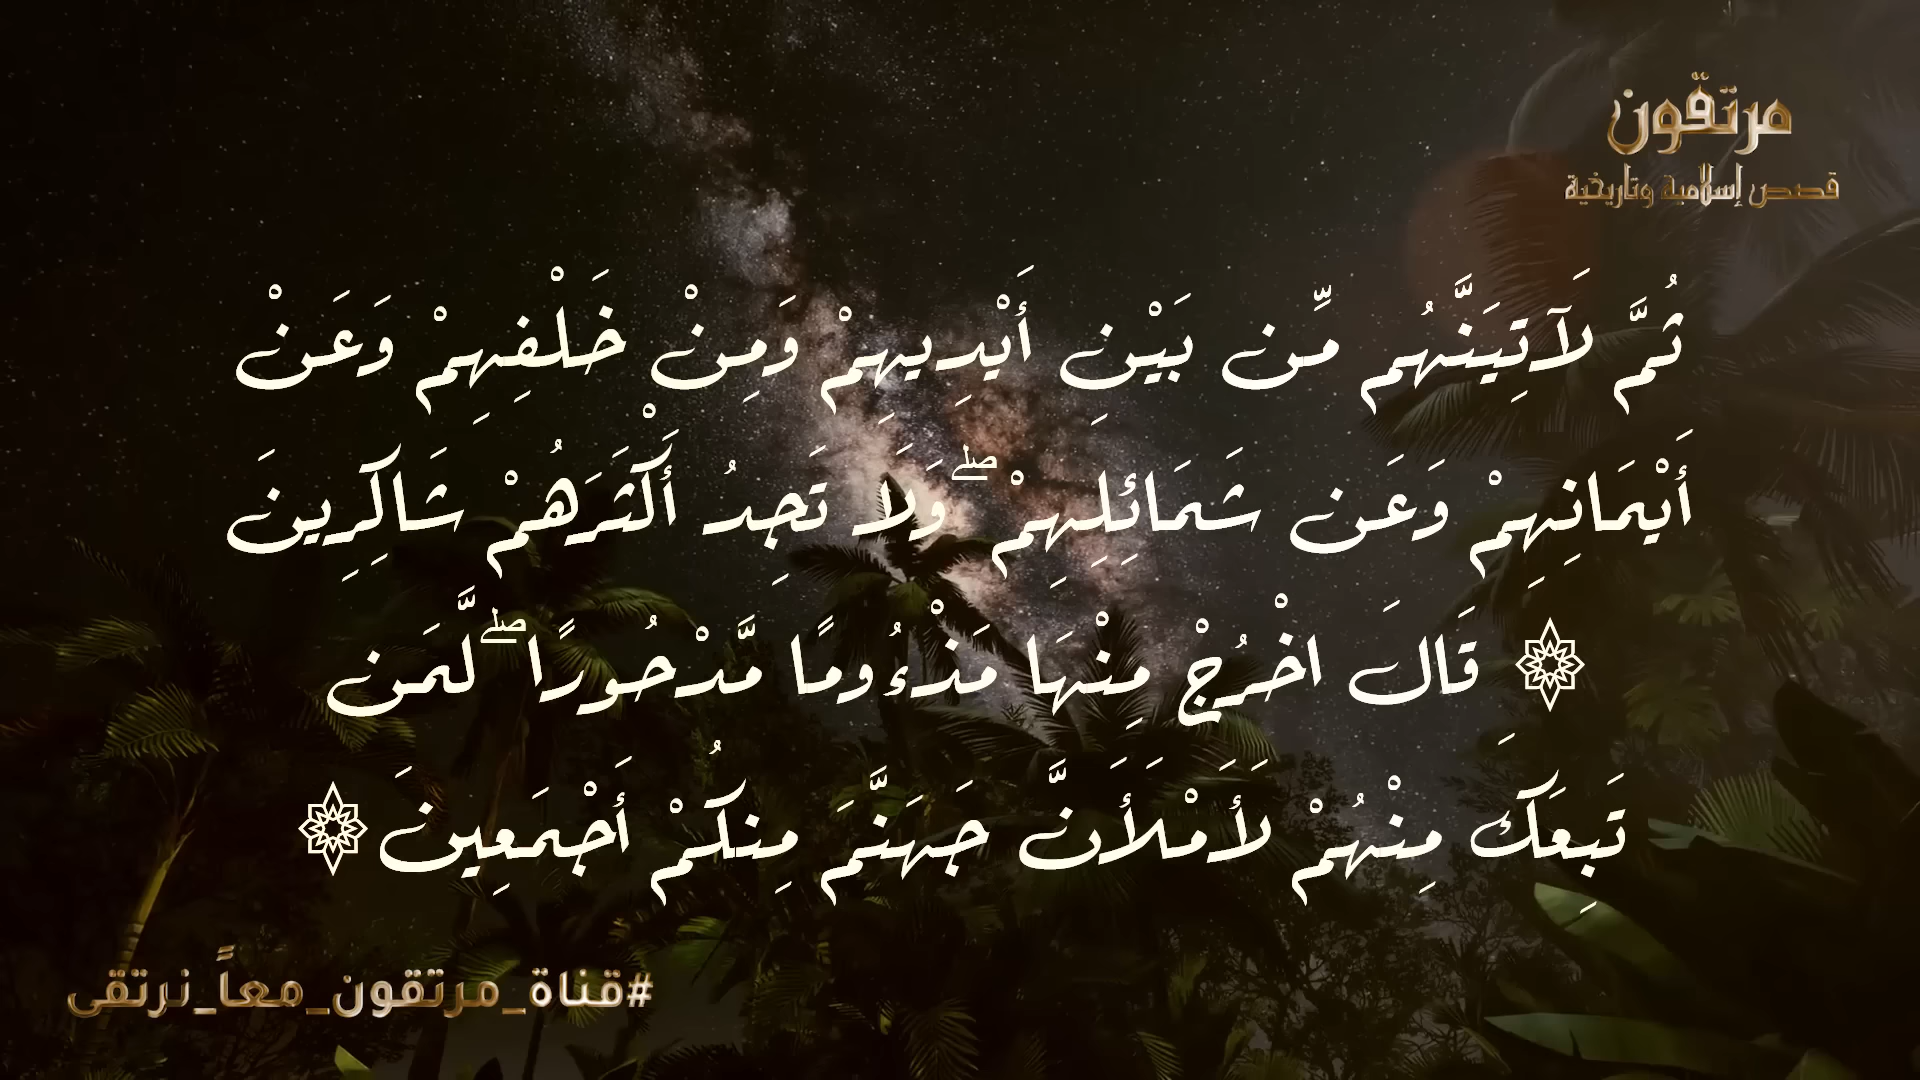 مرتقون
قصص إسلامية وتاريخية
ثُمَّ لَآتِيَنَّهُم مِّن بَيْنِ أَيْدِيهِمْ وَمِنْ خَلْفِهِمْ وَعَنْ
أَيْمَانِهِمْ وَعَن شَمَائِلِهِمْ ۖ وَلَا تَجِدُ أَكْثَرَهُمْ شَاكِرِينَ
۞ قَالَ اخْرُجْ مِنْهَا مَذْءُومًا مَّدْحُورًا ۖ لَّمَن
تَبِعَكَ مِنْهُمْ لَأَمْلَأَنَّ جَهَنَّمَ مِنكُمْ أَجْمَعِينَ ۞
#قناة_مرتقون_معاً_نرتقى